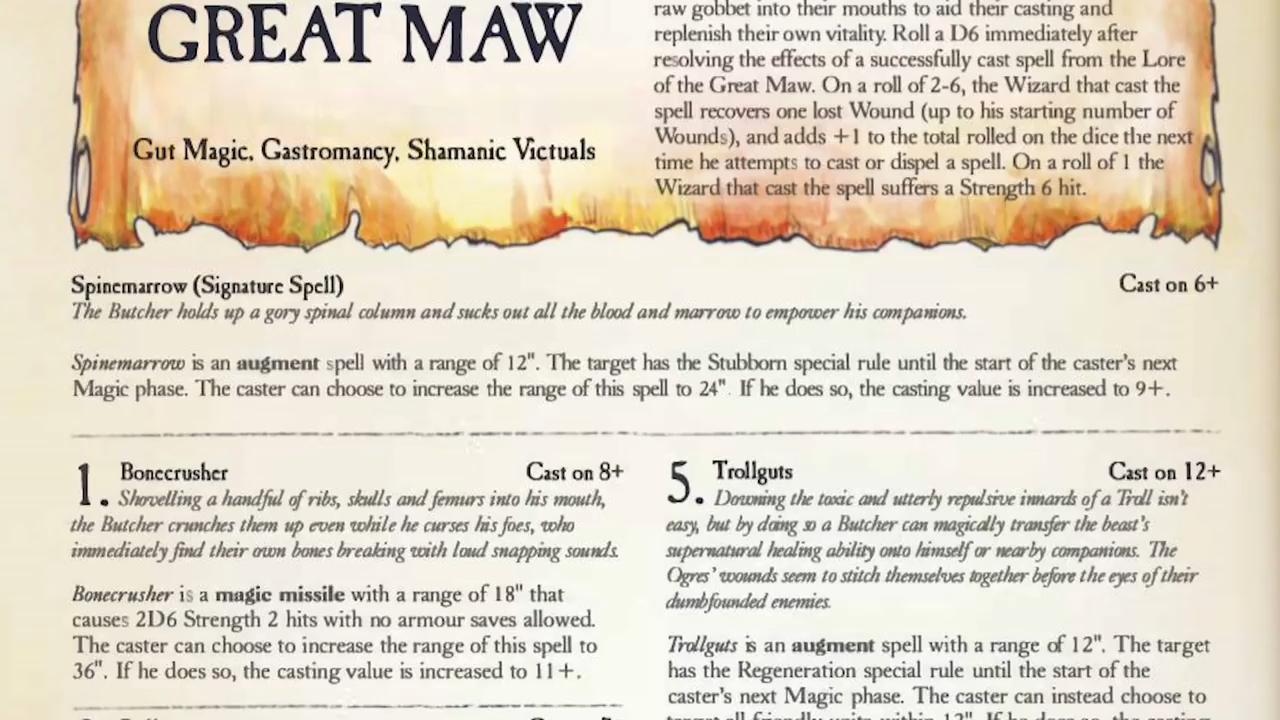 GREAT MAW
Gut Magic, Gastromancy, Shamanic Victuals
raw gobbet into their mouths to aid their casting and
replenish their own vitality. Roll a D6 immediately after
resolving the effects of a successfully cast spell from the Lore
of the Great Maw. On a roll of 2-6, the Wizard that cast the
spell recovers one lost Wound (up to his starting number of
Wounds), and adds +1 to the total rolled on the dice the next
time he attempts to cast or dispel a spell. On a roll of 1 the
Wizard that cast the spell suffers a Strength 6 hit.
Spinemarrow (Signature Spell) Cast on 6+
The Butcher holds up a gory spinal column and sucks out all the blood and marrow to empower his companions.
Spinemarrow is an augment spell with a range of 12". The target has the Stubborn special rule until the start of the caster's next
Magic phase. The caster can choose to increase the range of this spell to 24". If he does so, the casting value is increased to 9+.
1. Bonecrusher Cast on 8+
Shovelling a handful of ribs, skulls and femurs into his mouth,
the Butcher crunches them up even while he curses his foes, who
immediately find their own bones breaking with loud snapping sounds.
Bonecrusher is a magic missile with a range of 18" that
causes 2D6 Strength 2 hits with no armour saves allowed.
The caster can choose to increase the range of this spell to
36". If he does so, the casting value is increased to 11+.
5. Trollguts Cast on 12+
Downing the toxic and utterly repulsive innards of a Troll isn't
easy, but by doing so a Butcher can magically transfer the beast's
supernatural healing ability onto himself or nearby companions. The
Ogres' wounds seem to stitch themselves together before the eyes of their
dumbfounded enemies.
Trollguts is an augment spell with a range of 12". The target
has the Regeneration special rule until the start of the
caster's next Magic phase. The caster can instead choose to
target all friendly units within 12". If he does so, the casting